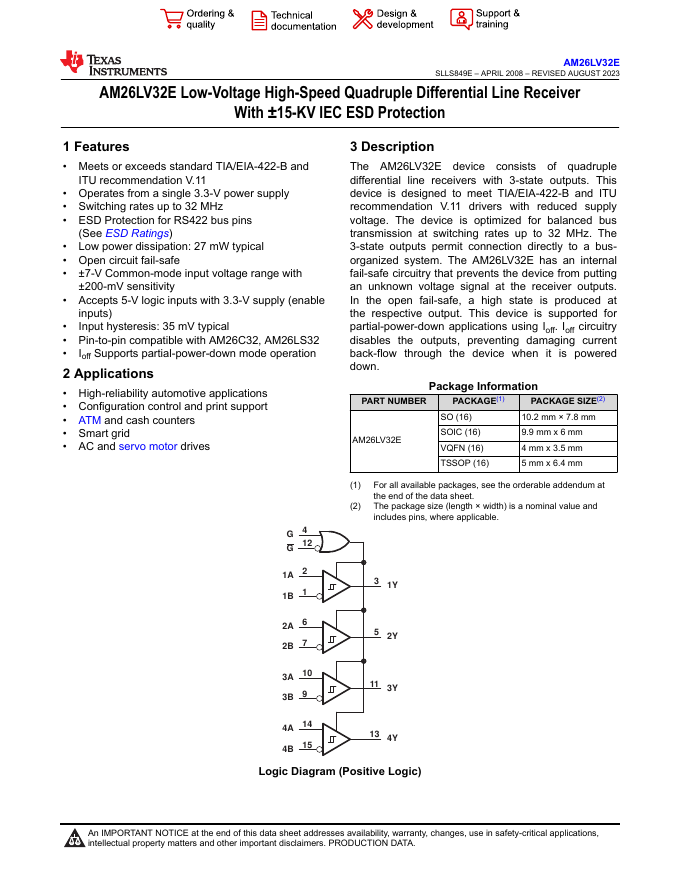 Ordering &
quality
Technical
documentation
Design &
development
Support &
training
TEXAS
INSTRUMENTS
AM26LV32E
SLLS849E – APRIL 2008 – REVISED AUGUST 2023
AM26LV32E Low-Voltage High-Speed Quadruple Differential Line Receiver
With ±15-KV IEC ESD Protection
1 Features
• Meets or exceeds standard TIA/EIA-422-B and
ITU recommendation V.11
• Operates from a single 3.3-V power supply
• Switching rates up to 32 MHz
• ESD Protection for RS422 bus pins
(See ESD Ratings)
• Low power dissipation: 27 mW typical
• Open circuit fail-safe
• ±7-V Common-mode input voltage range with
±200-mV sensitivity
• Accepts 5-V logic inputs with 3.3-V supply (enable
inputs)
• Input hysteresis: 35 mV typical
• Pin-to-pin compatible with AM26C32, AM26LS32
• Ioff Supports partial-power-down mode operation
2 Applications
• High-reliability automotive applications
• Configuration control and print support
• ATM and cash counters
• Smart grid
• AC and servo motor drives
3 Description
The AM26LV32E device consists of quadruple
differential line receivers with 3-state outputs. This
device is designed to meet TIA/EIA-422-B and ITU
recommendation V.11 drivers with reduced supply
voltage. The device is optimized for balanced bus
transmission at switching rates up to 32 MHz. The
3-state outputs permit connection directly to a bus-
organized system. The AM26LV32E has an internal
fail-safe circuitry that prevents the device from putting
an unknown voltage signal at the receiver outputs.
In the open fail-safe, a high state is produced at
the respective output. This device is supported for
partial-power-down applications using Ioff. Ioff circuitry
disables the outputs, preventing damaging current
back-flow through the device when it is powered
down.
Package Information
PART NUMBER PACKAGE(1) PACKAGE SIZE(2)
AM26LV32E
SO (16) 10.2 mm × 7.8 mm
SOIC (16) 9.9 mm x 6 mm
VQFN (16) 4 mm x 3.5 mm
TSSOP (16) 5 mm x 6.4 mm
(1) For all available packages, see the orderable addendum at
the end of the data sheet.
(2) The package size (length × width) is a nominal value and
includes pins, where applicable.
G 4
G̅ 12
1A 2
3 1Y
1B 1
2A 6
5 2Y
2B 7
3A 10
11 3Y
3B 9
4A 14
13 4Y
4B 15
Logic Diagram (Positive Logic)
An IMPORTANT NOTICE at the end of this data sheet addresses availability, warranty, changes, use in safety-critical applications,
intellectual property matters and other important disclaimers. PRODUCTION DATA.